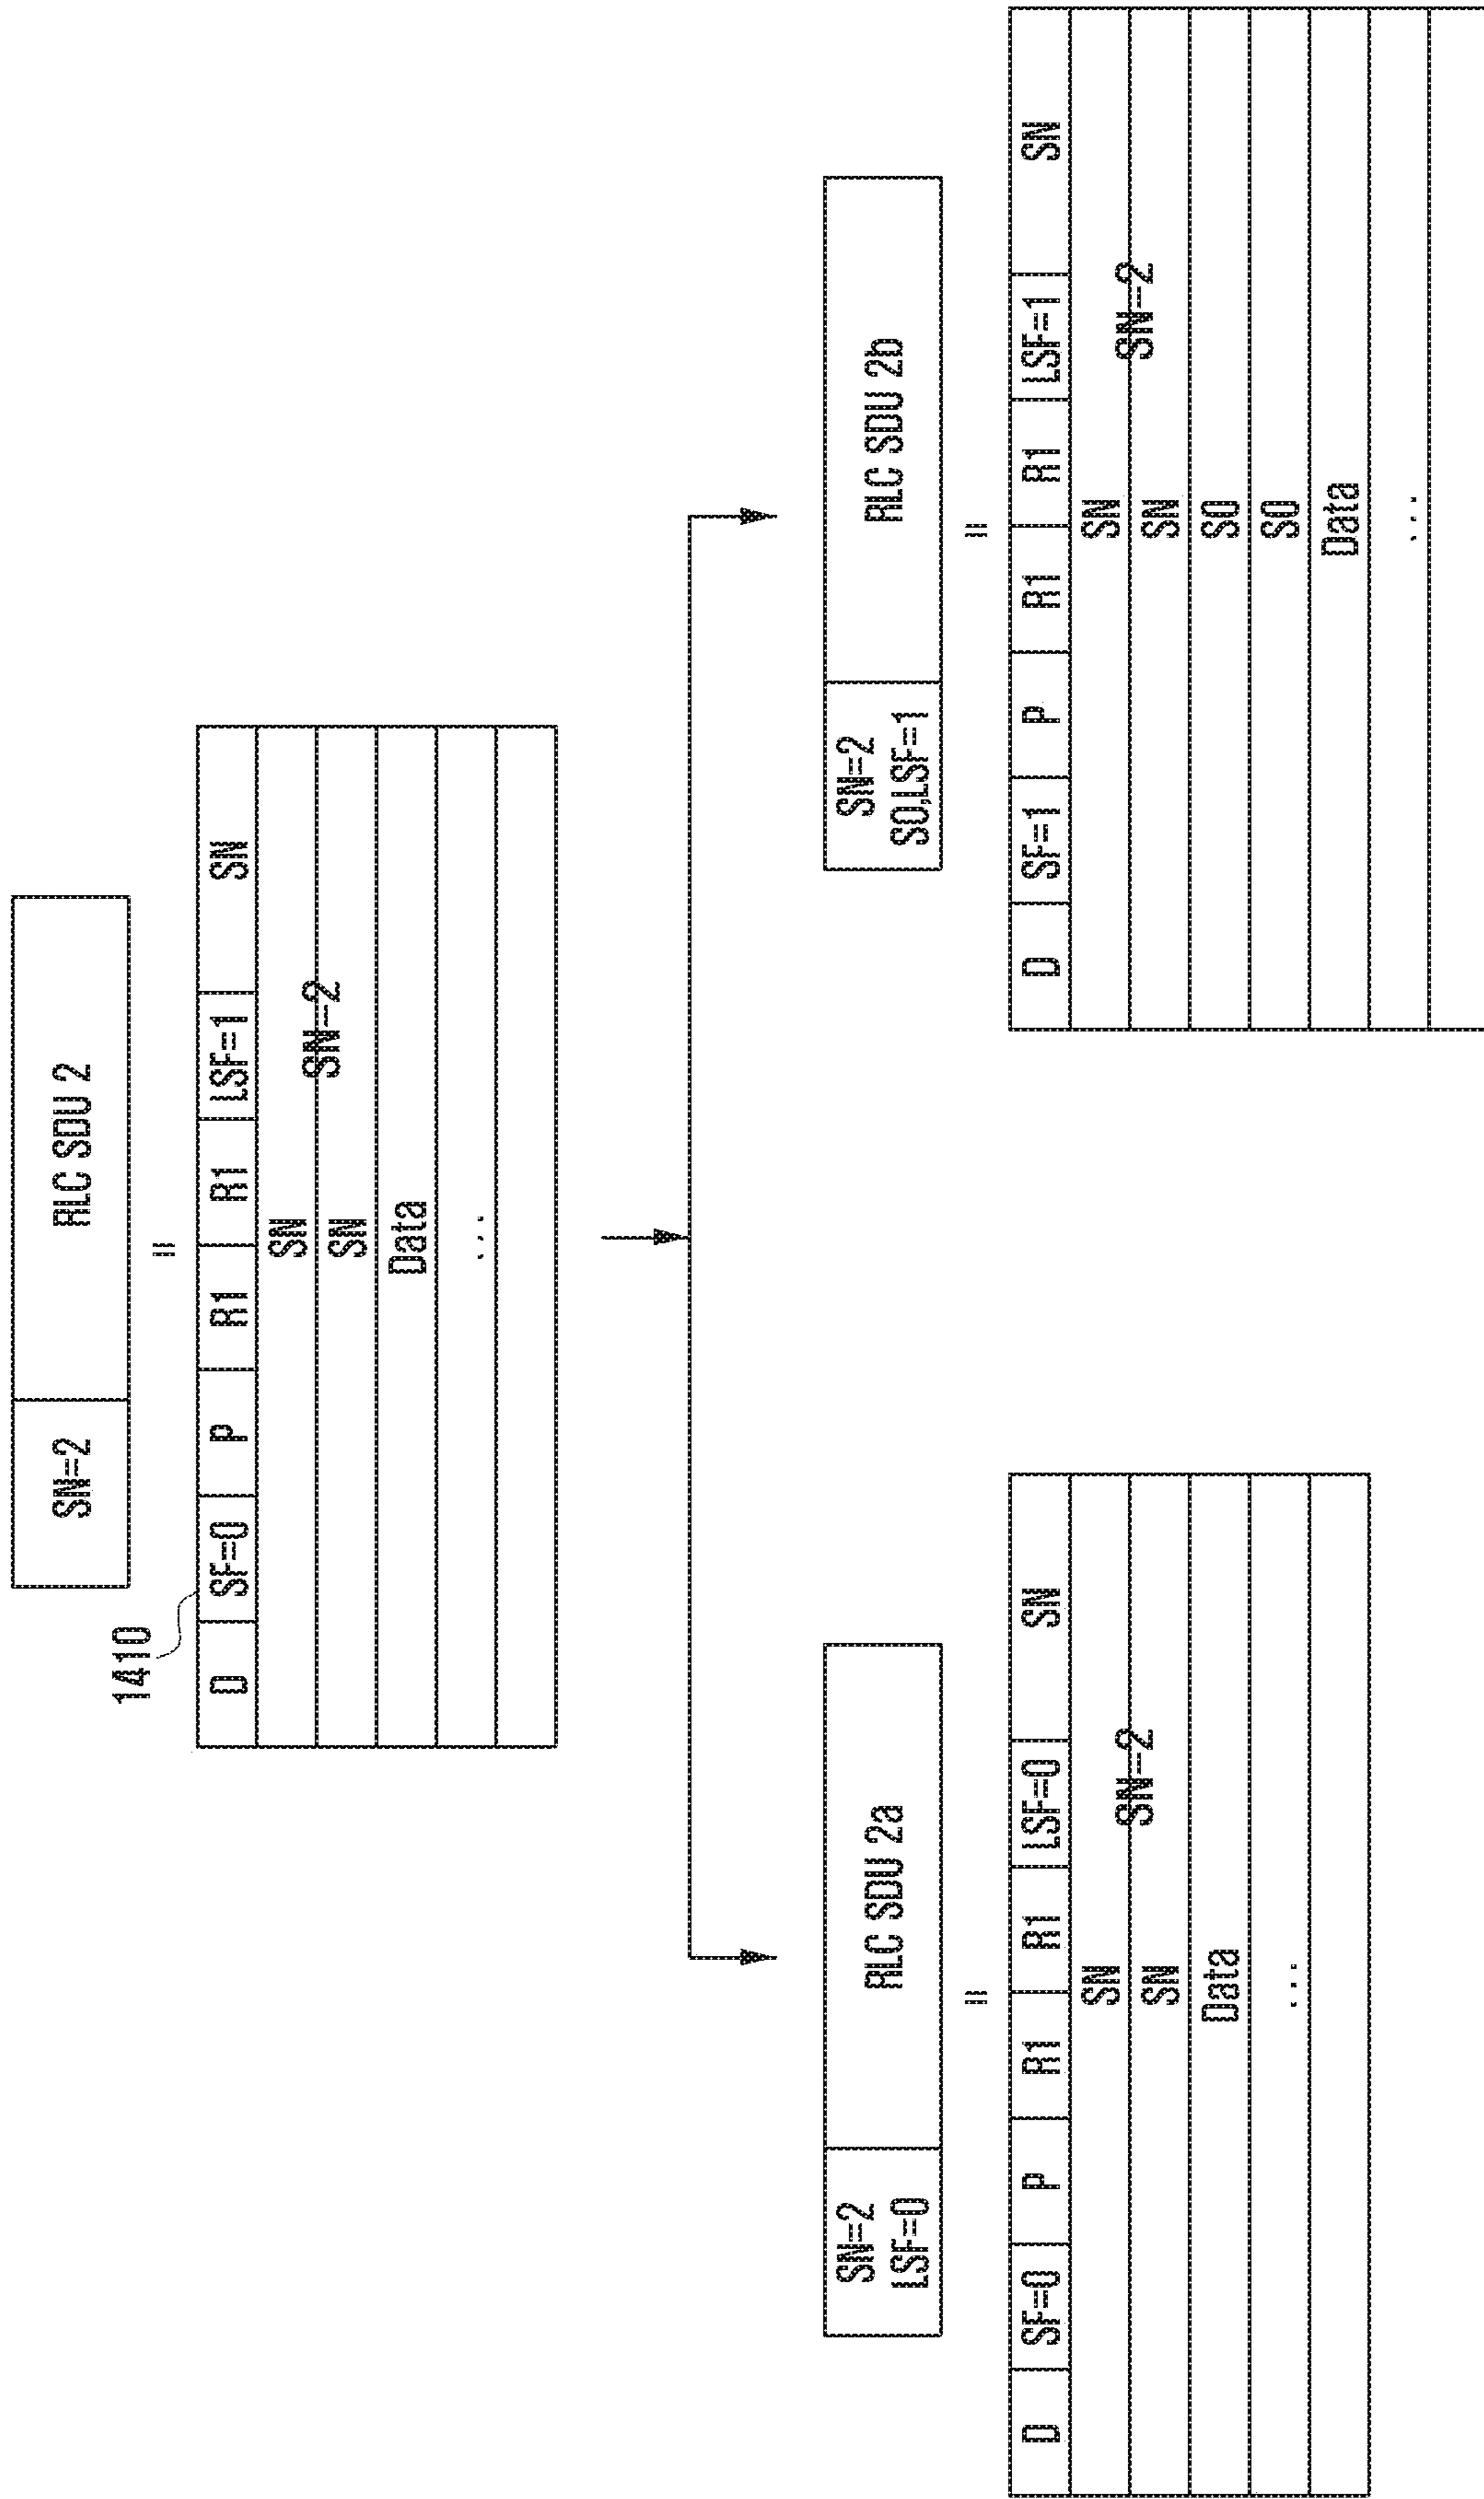 SN=2 RLC SDU 2
=
1410
D SF=0 P R1 R1 LSF=1 SN
SN
SN=2
SN
Data
...
SN=2 RLC SDU 2a
LSF=0
=
D SF=0 P R1 R1 LSF=0 SN
SN
SN=2
SN
Data
...
SN=2 RLC SDU 2b
SO,LSF=1
=
D SF=1 P R1 R1 LSF=1 SN
SN
SN=2
SN
SO
SO
Data
...